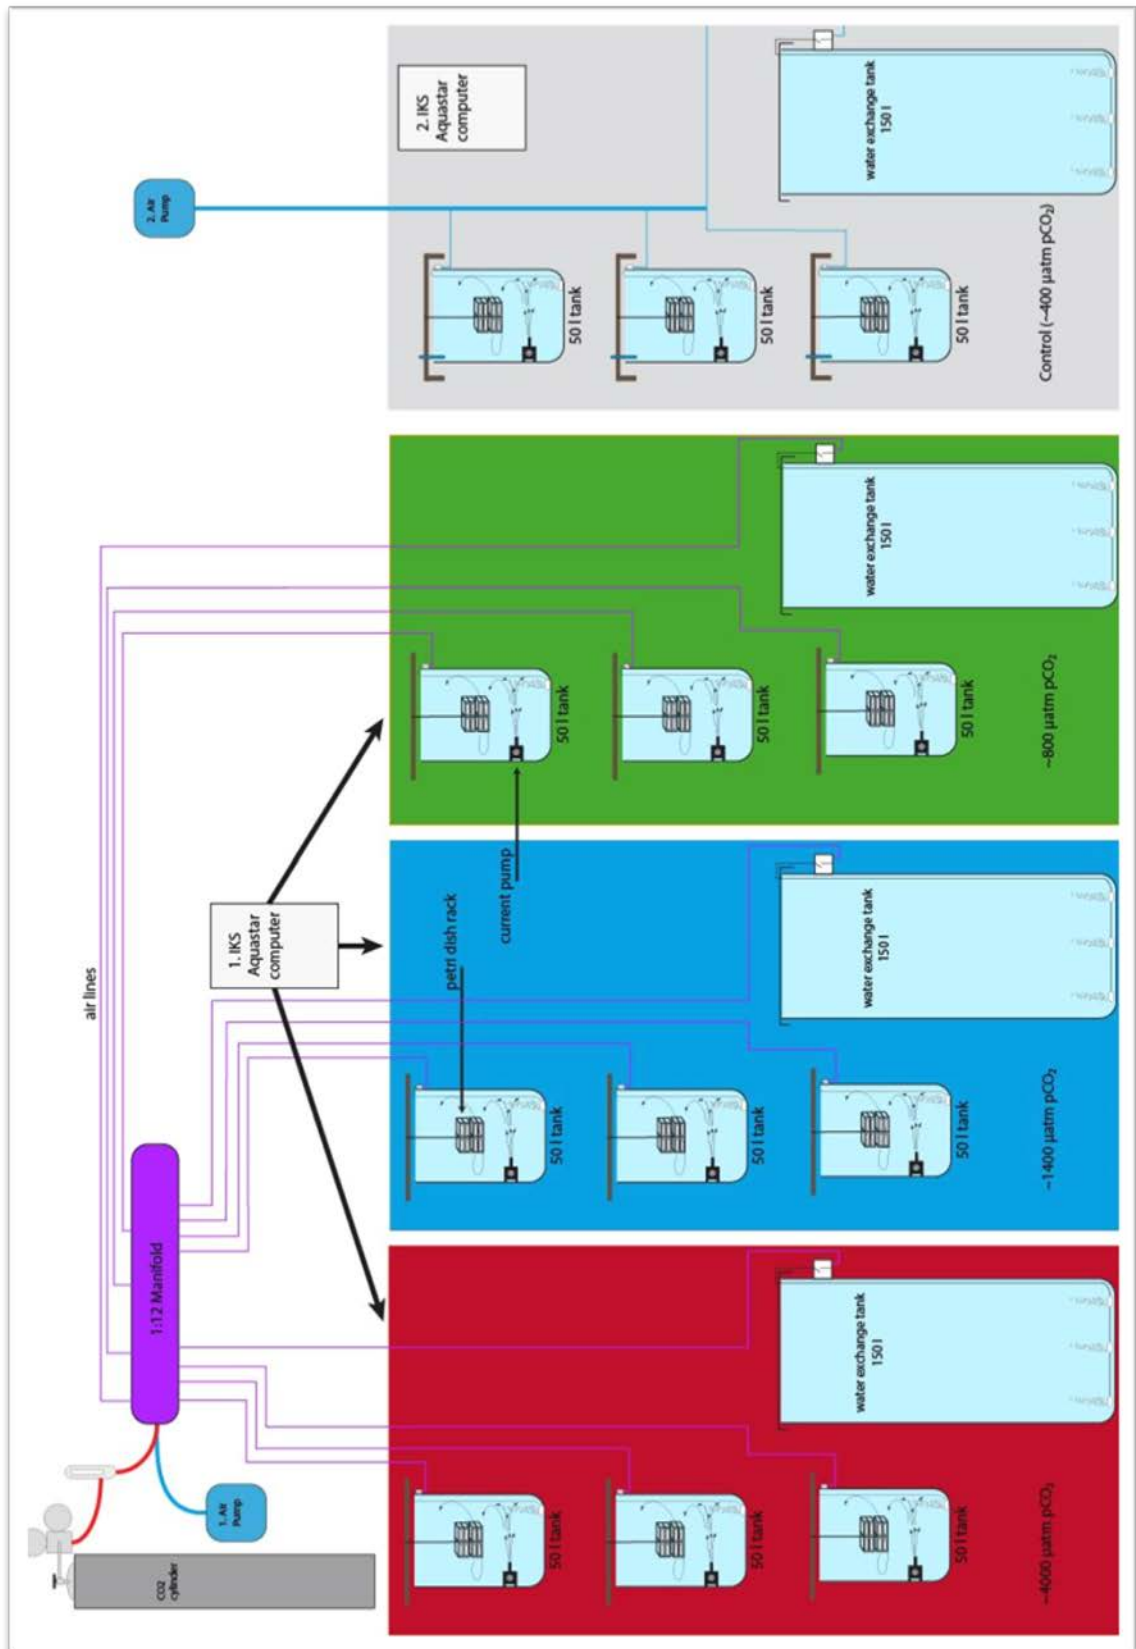 CO2
cylinder
1. Air
Pump
1:12 Manifold
air lines
1. IKS
Aquastar
computer
2. Air
Pump
petri dish rack
current pump
50 l tank
50 l tank
50 l tank
water exchange tank
150 l
~4000 µatm pCO₂
50 l tank
50 l tank
50 l tank
water exchange tank
150 l
~1400 µatm pCO₂
50 l tank
50 l tank
50 l tank
water exchange tank
150 l
~800 µatm pCO₂
2. IKS
Aquastar
computer
50 l tank
50 l tank
50 l tank
water exchange tank
150 l
Control (~400 µatm pCO₂)